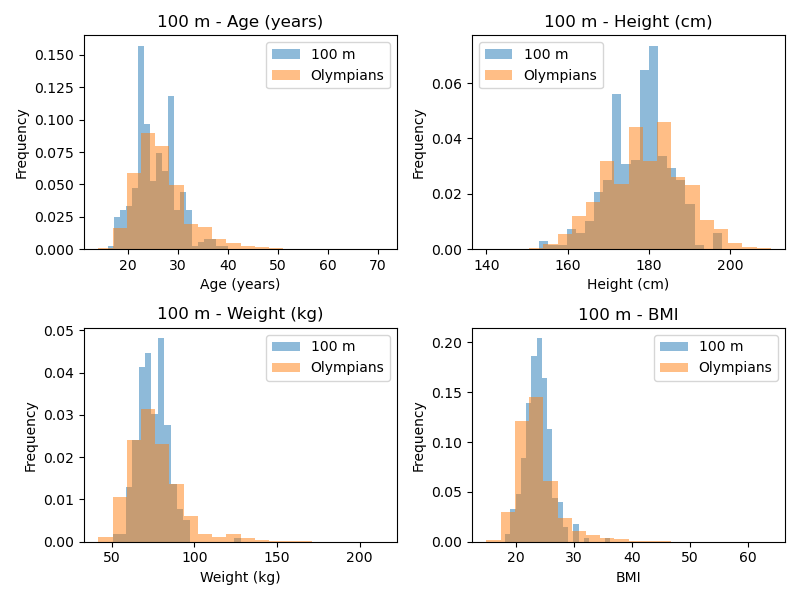 100 m - Age (years)
100 m
Olympians
Frequency
0.150
0.125
0.100
0.075
0.050
0.025
0.000
20 30 40 50 60 70
Age (years)
100 m - Height (cm)
100 m
Olympians
Frequency
0.06
0.04
0.02
0.00
140 160 180 200
Height (cm)
100 m - Weight (kg)
100 m
Olympians
Frequency
0.05
0.04
0.03
0.02
0.01
0.00
50 100 150 200
Weight (kg)
100 m - BMI
100 m
Olympians
Frequency
0.20
0.15
0.10
0.05
0.00
20 30 40 50 60
BMI